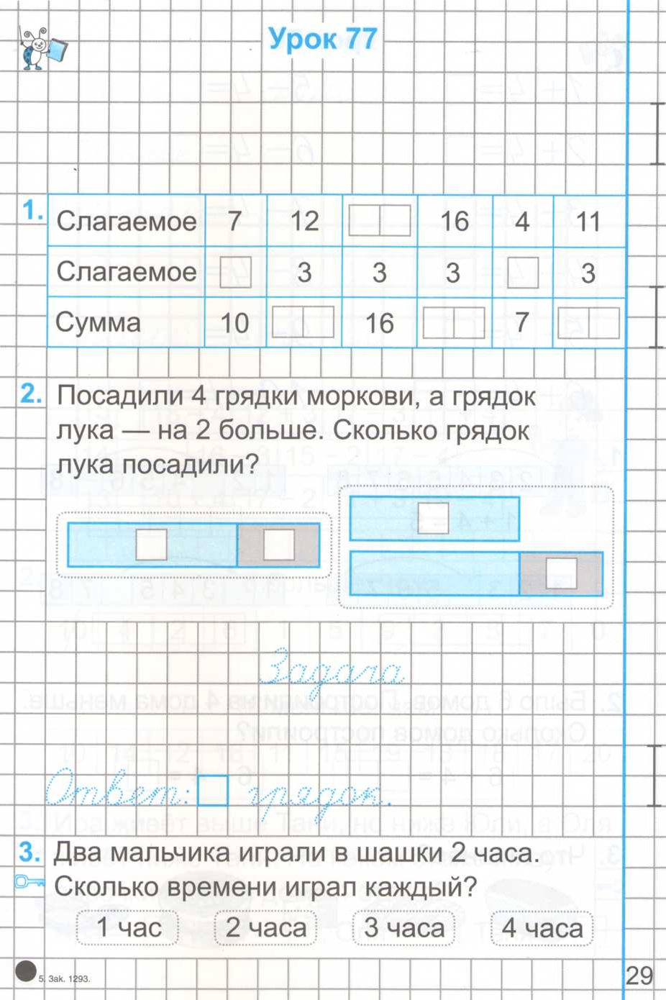 Урок 77
1.
Слагаемое 7 12 16 4 11
Слагаемое 3 3 3 3
Сумма 10 16 7
2. Посадили 4 грядки моркови, а грядок
лука — на 2 больше. Сколько грядок
лука посадили?
Задача
Ответ: грядок.
3. Два мальчика играли в шашки 2 часа.
Сколько времени играл каждый?
1 час 2 часа 3 часа 4 часа
5. Зак. 1293.
29